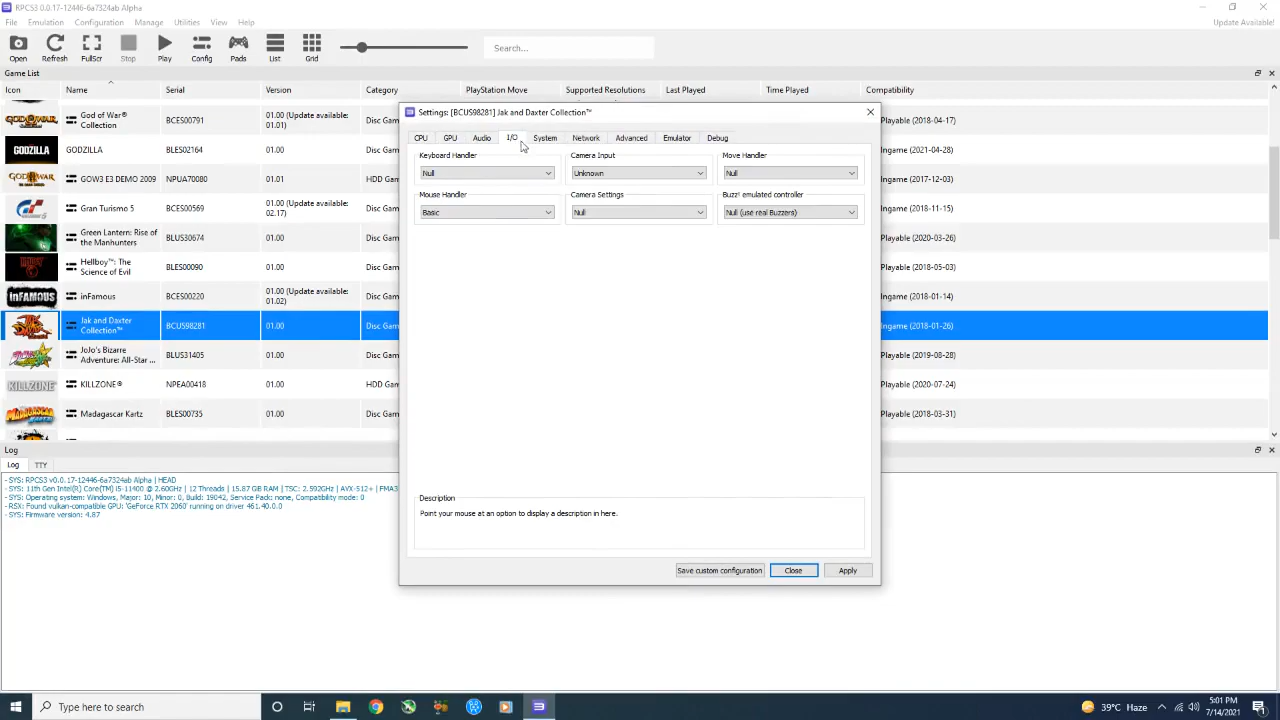 RPCS3 0.0.17-12446-6a7324ab Alpha
File Emulation Configuration Manage Utilities View Help
Update Available!
Open Refresh FullScr Stop Play Config Pads List Grid
Search...
Game List
Icon Name Serial Version Category PlayStation Move Supported Resolutions Last Played Time Played Compatibility
GOD WAR
God of War®
Collection
BCES00791
01.00 (Update available:
01.01)
Disc Gam
Playable (2018-04-17)
GODZILLA
GODZILLA
BLES02164
01.00
Disc Gam
Ingame (2021-04-28)
GOD WAR
GOW3 E3 DEMO 2009
NPUA70080
01.01
HDD Gam
Ingame (2017-12-03)
Gran Turismo 5
BCES00569
01.00 (Update available:
02.17)
Disc Gam
Ingame (2018-11-15)
Green Lantern: Rise of
the Manhunters
BLUS30674
01.00
Disc Gam
Playable (2020-03-26)
Hellboy™: The
Science of Evil
BLES00090
01.00
Disc Gam
Playable (2018-05-03)
inFAMOUS
inFamous
BCES00220
01.00 (Update available:
01.02)
Disc Gam
Ingame (2018-01-14)
Jak and Daxter
Collection™
BCUS98281
01.00
Disc Gam
Ingame (2018-01-26)
JoJo's Bizarre
Adventure: All-Star ...
BLUS31405
01.00
Disc Gam
Playable (2019-08-28)
KILLZONE
KILLZONE®
NPEA00418
01.00
HDD Gam
Playable (2020-07-24)
MADAGASCAR
Madagascar Kartz
BLES00735
01.00
Disc Gam
Playable (2018-03-31)
Settings: [BCUS98281] Jak and Daxter Collection™
CPU GPU Audio I/O System Network Advanced Emulator Debug
Keyboard Handler Camera Input Move Handler
Null Unknown Null
Mouse Handler Camera Settings Buzz! emulated controller
Basic Null Null (use real Buzzers)
Description
Point your mouse at an option to display a description in here.
Save custom configuration Close Apply
Log
Log TTY
- SYS: RPCS3 v0.0.17-12446-6a7324ab Alpha | HEAD
- SYS: 11th Gen Intel(R) Core(TM) i5-11400 @ 2.60GHz | 12 Threads | 15.87 GiB RAM | TSC: 2.592GHz | AVX-512+ | FMA3
- SYS: Operating system: Windows, Major: 10, Minor: 0, Build: 19042, Service Pack: none, Compatibility mode: 0
- RSX: Found vulkan-compatible GPU: 'GeForce RTX 2060' running on driver 461.40.0.0
- SYS: Firmware version: 4.87
Type here to search
39°C Haze
5:01 PM
7/14/2021